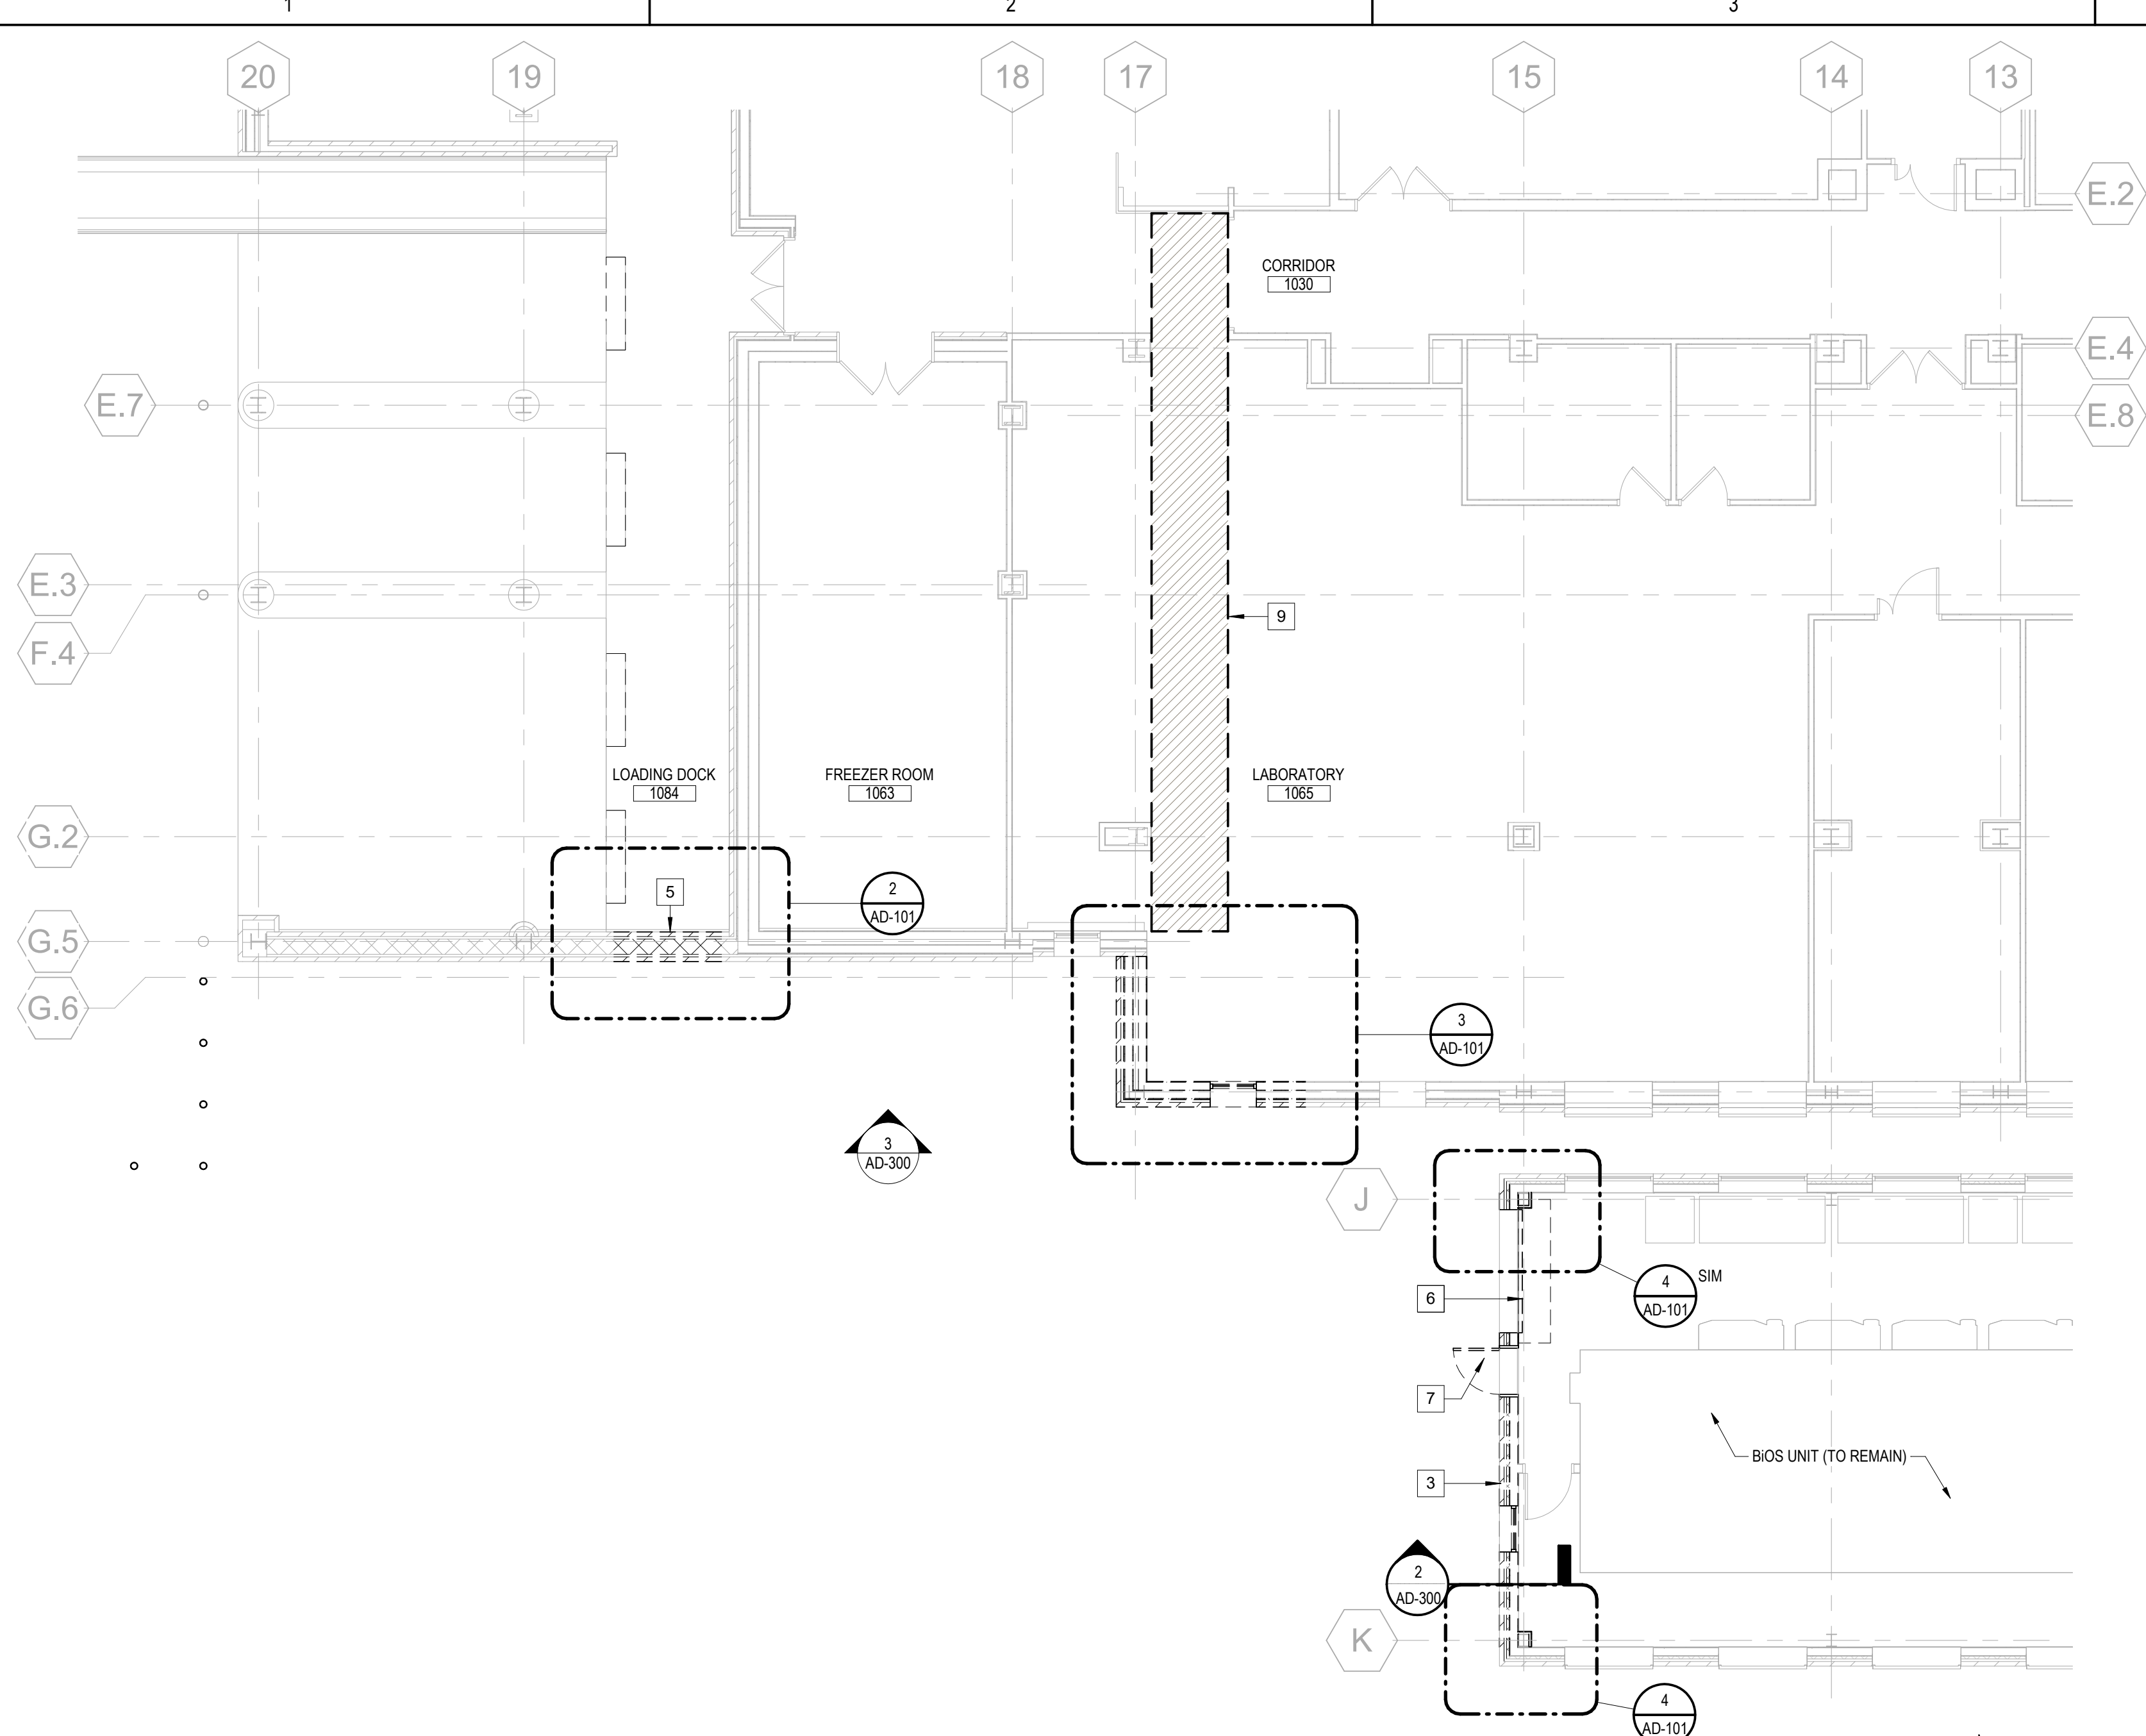 1
2
3
20
19
18
17
15
14
13
E.2
CORRIDOR
1030
E.4
E.7
E.8
E.3
9
F.4
LOADING DOCK
1084
FREEZER ROOM
1063
LABORATORY
1065
G.2
5
2
AD-101
G.5
G.6
3
AD-101
3
AD-300
J
4
AD-101
SIM
6
7
BiOS UNIT (TO REMAIN)
3
2
AD-300
K
4
AD-101